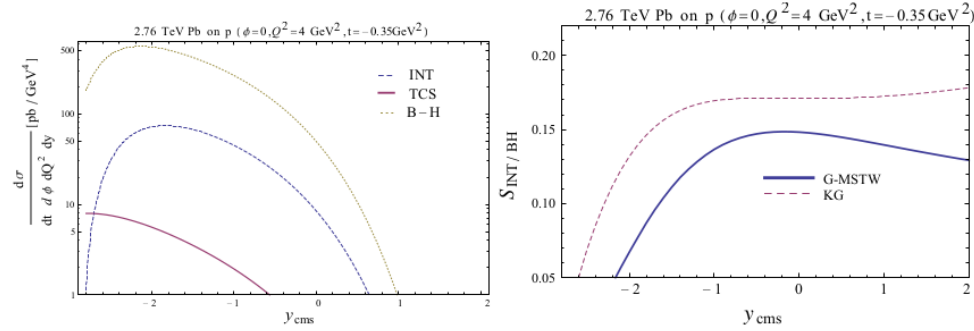 2.76 TeV Pb on p (ϕ=0,Q²=4 GeV²,t=−0.35GeV²)
500
100
50
10
5
1
dσ
dt dϕ dQ² dy
[pb / GeV⁴]
INT
TCS
B−H
−2
−1
0
1
2
y cms
2.76 TeV Pb on p (ϕ=0,Q²=4 GeV²,t=−0.35GeV²)
0.20
0.15
0.10
0.05
S INT/ BH
G-MSTW
KG
−2
−1
0
1
2
y cms